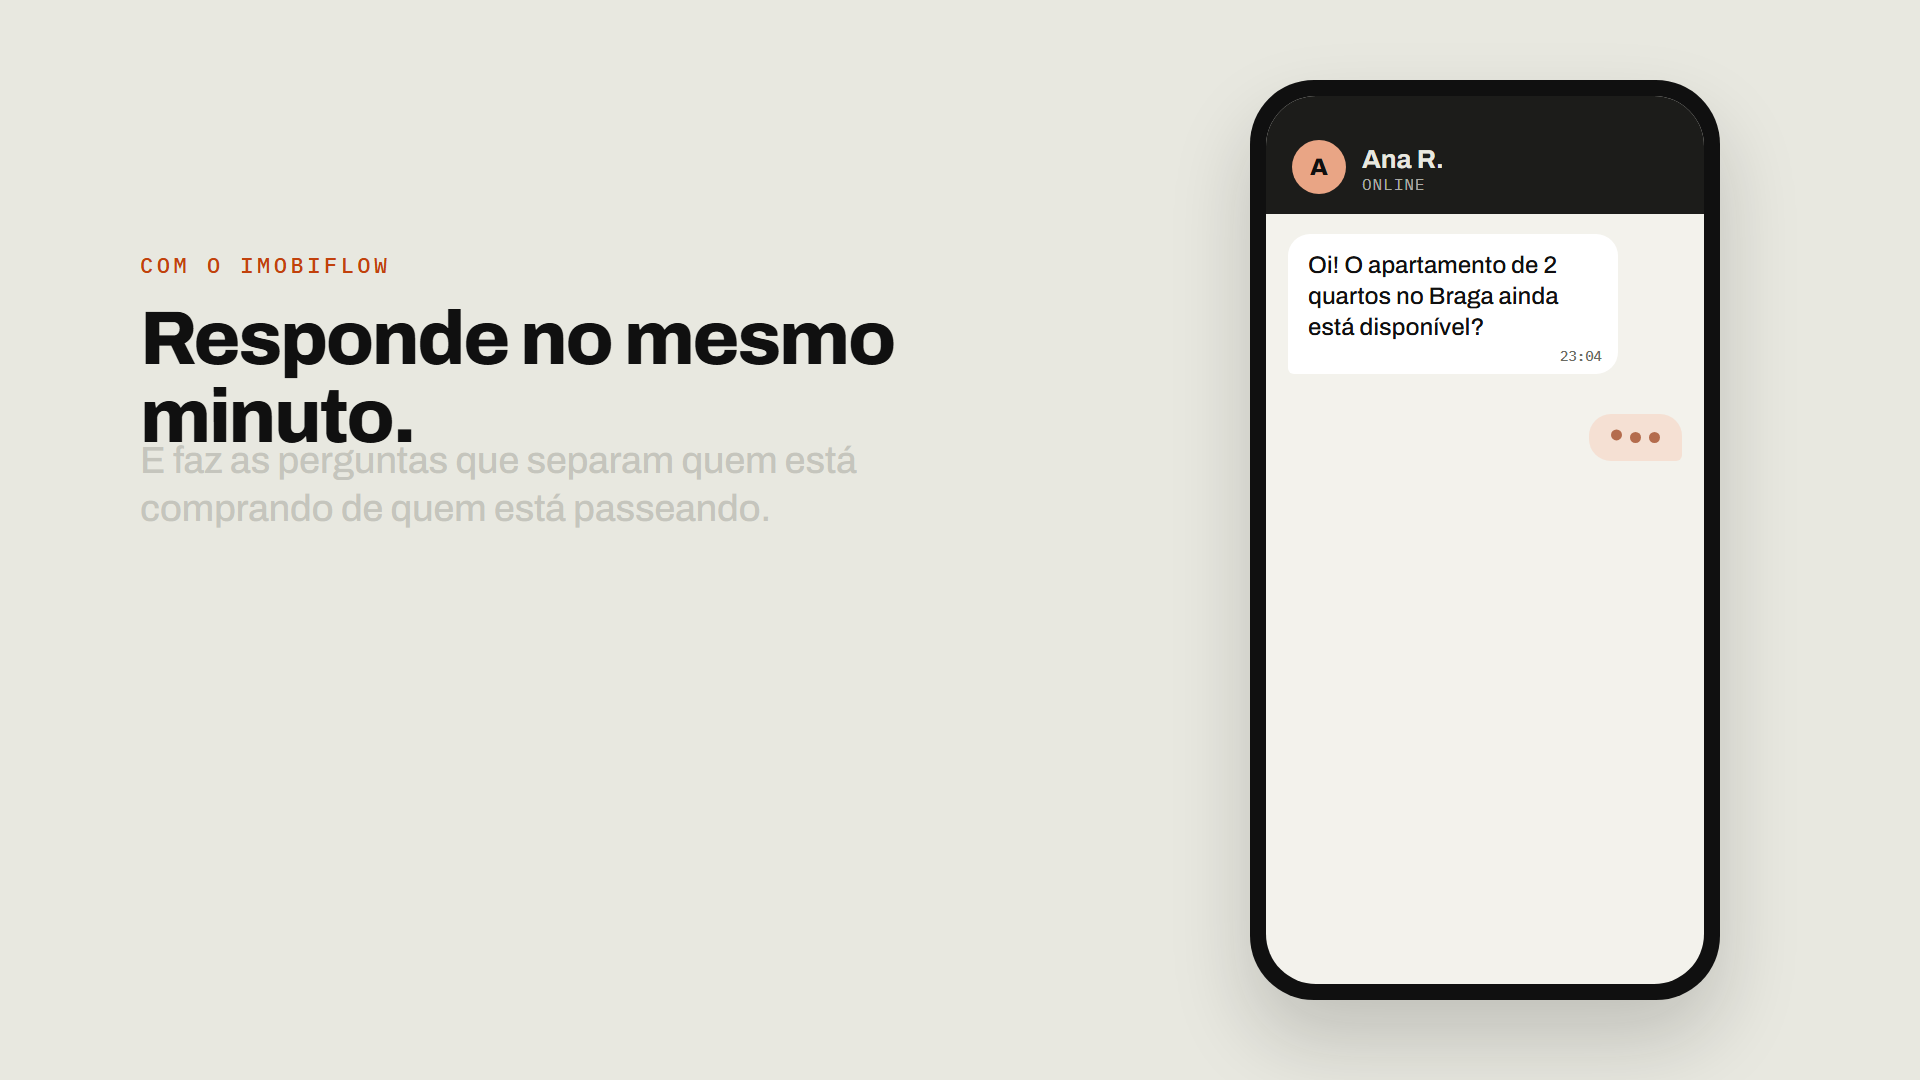 COM O IMOBIFLOW
Responde no mesmo
minuto.
E faz as perguntas que separam quem está
comprando de quem está passeando.
A
Ana R.
ONLINE
Oi! O apartamento de 2
quartos no Braga ainda
está disponível?
23:04